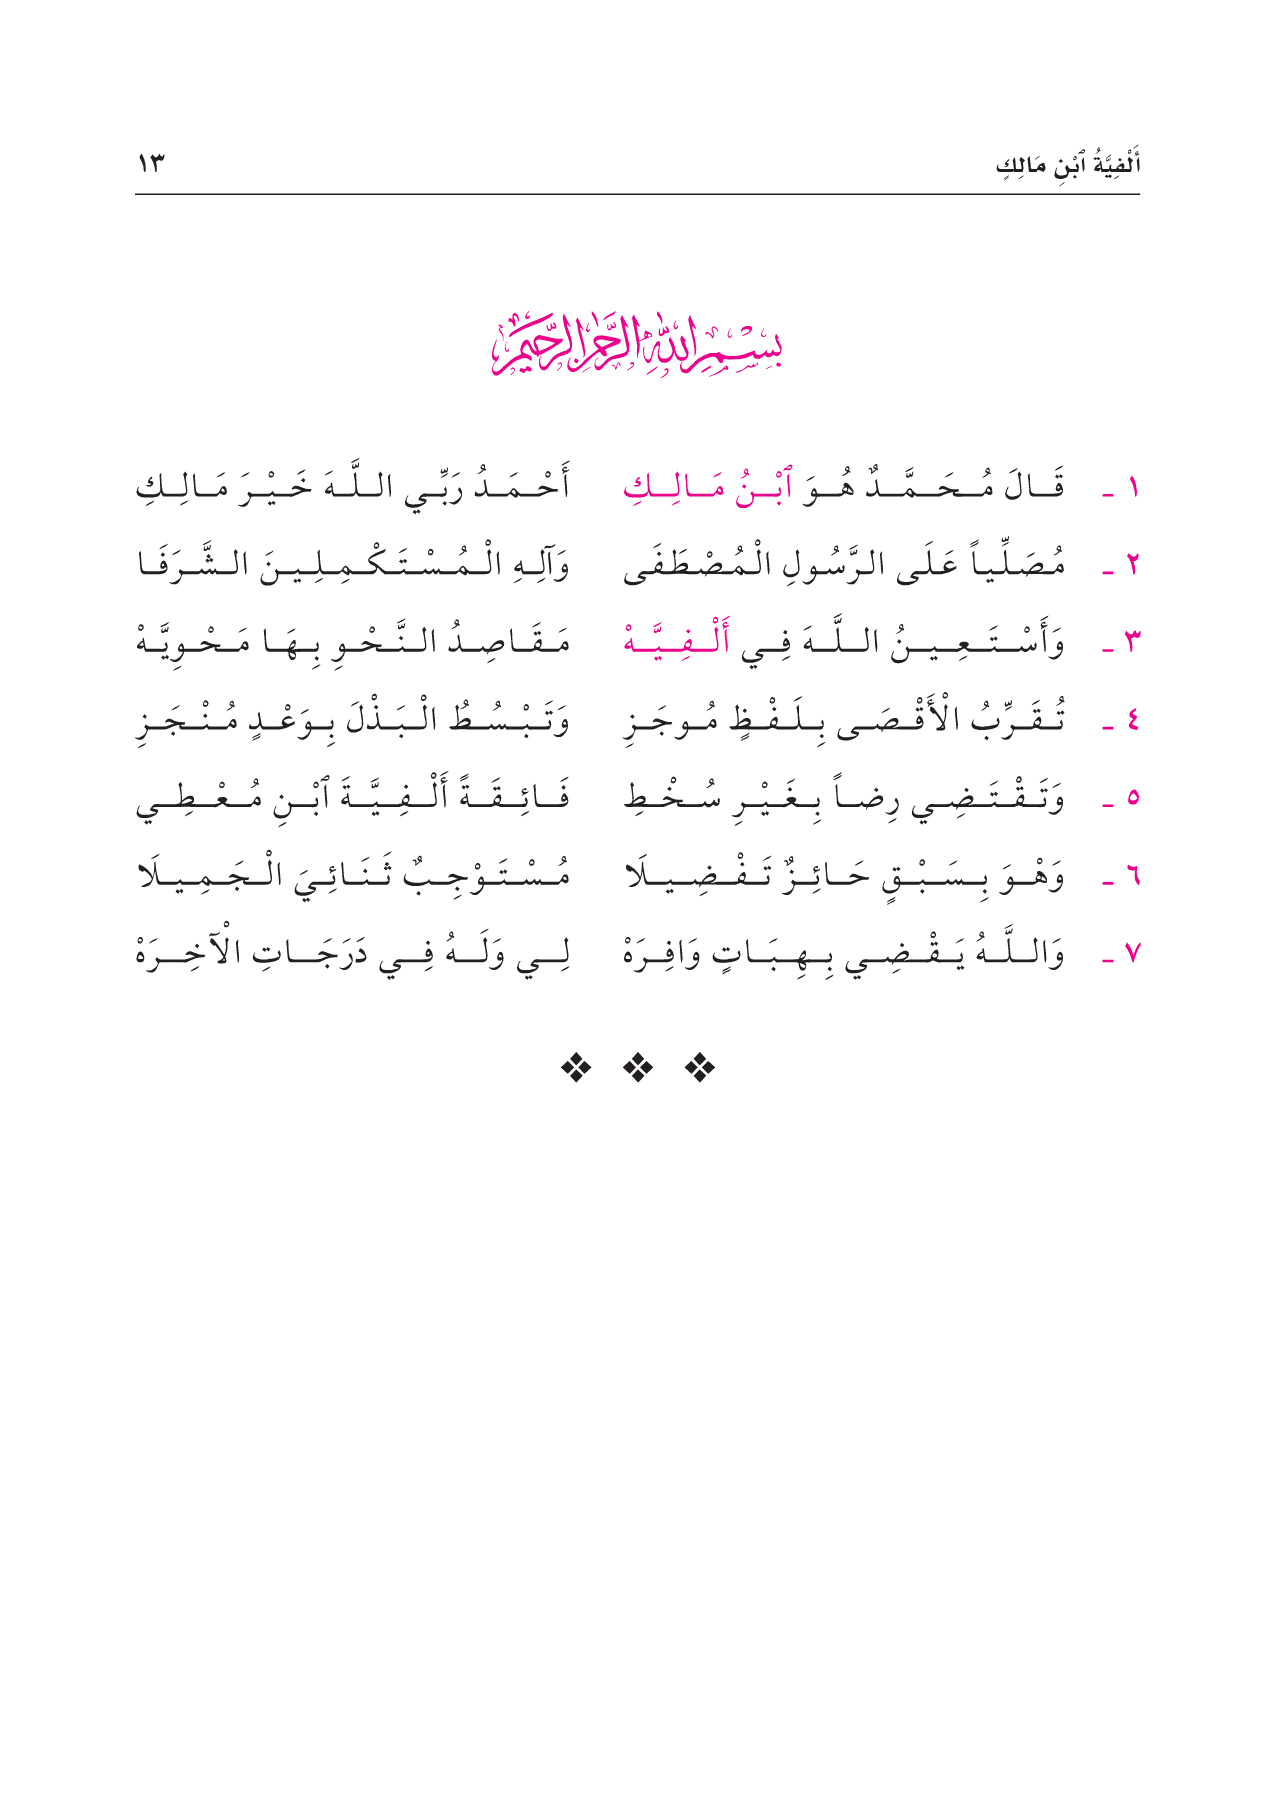 أَلْفِيَّةُ ٱبْنِ مَالِكٍ ١٣
بِسْمِ اللَّهِ الرَّحْمٰنِ الرَّحِيمِ
١ ـ قَالَ مُحَمَّدٌ هُوَ ٱبْنُ مَالِكِ أَحْمَدُ رَبِّي اللَّهَ خَيْرَ مَالِكِ
٢ ـ مُصَلِّياً عَلَى الرَّسُولِ الْمُصْطَفَى وَآلِهِ الْمُسْتَكْمِلِينَ الشَّرَفَا
٣ ـ وَأَسْتَعِينُ اللَّهَ فِي أَلْفِيَّهْ مَقَاصِدُ النَّحْوِ بِهَا مَحْوِيَّهْ
٤ ـ تُقَرِّبُ الْأَقْصَى بِلَفْظٍ مُوجَزِ وَتَبْسُطُ الْبَذْلَ بِوَعْدٍ مُنْجَزِ
٥ ـ وَتَقْتَضِي رِضاً بِغَيْرِ سُخْطِ فَائِقَةً أَلْفِيَّةَ ٱبْنِ مُعْطِي
٦ ـ وَهْوَ بِسَبْقٍ حَائِزٌ تَفْضِيلَا مُسْتَوْجِبٌ ثَنَائِيَ الْجَمِيلَا
٧ ـ وَاللَّهُ يَقْضِي بِهِبَاتٍ وَافِرَهْ لِي وَلَهُ فِي دَرَجَاتِ الْآخِرَهْ